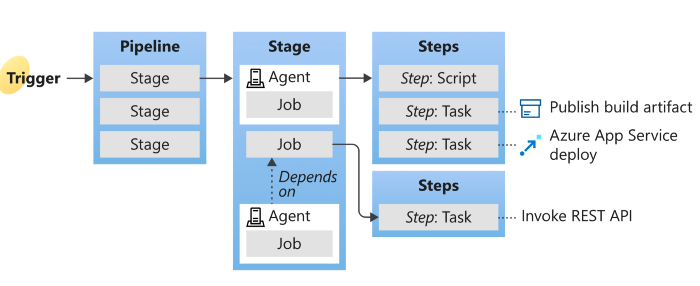 Trigger
Pipeline
Stage
Stage
Stage
Stage
Agent
Job
Job
Depends
on
Agent
Job
Steps
Step: Script
Step: Task
Publish build artifact
Step: Task
Azure App Service
deploy
Steps
Step: Task
Invoke REST API